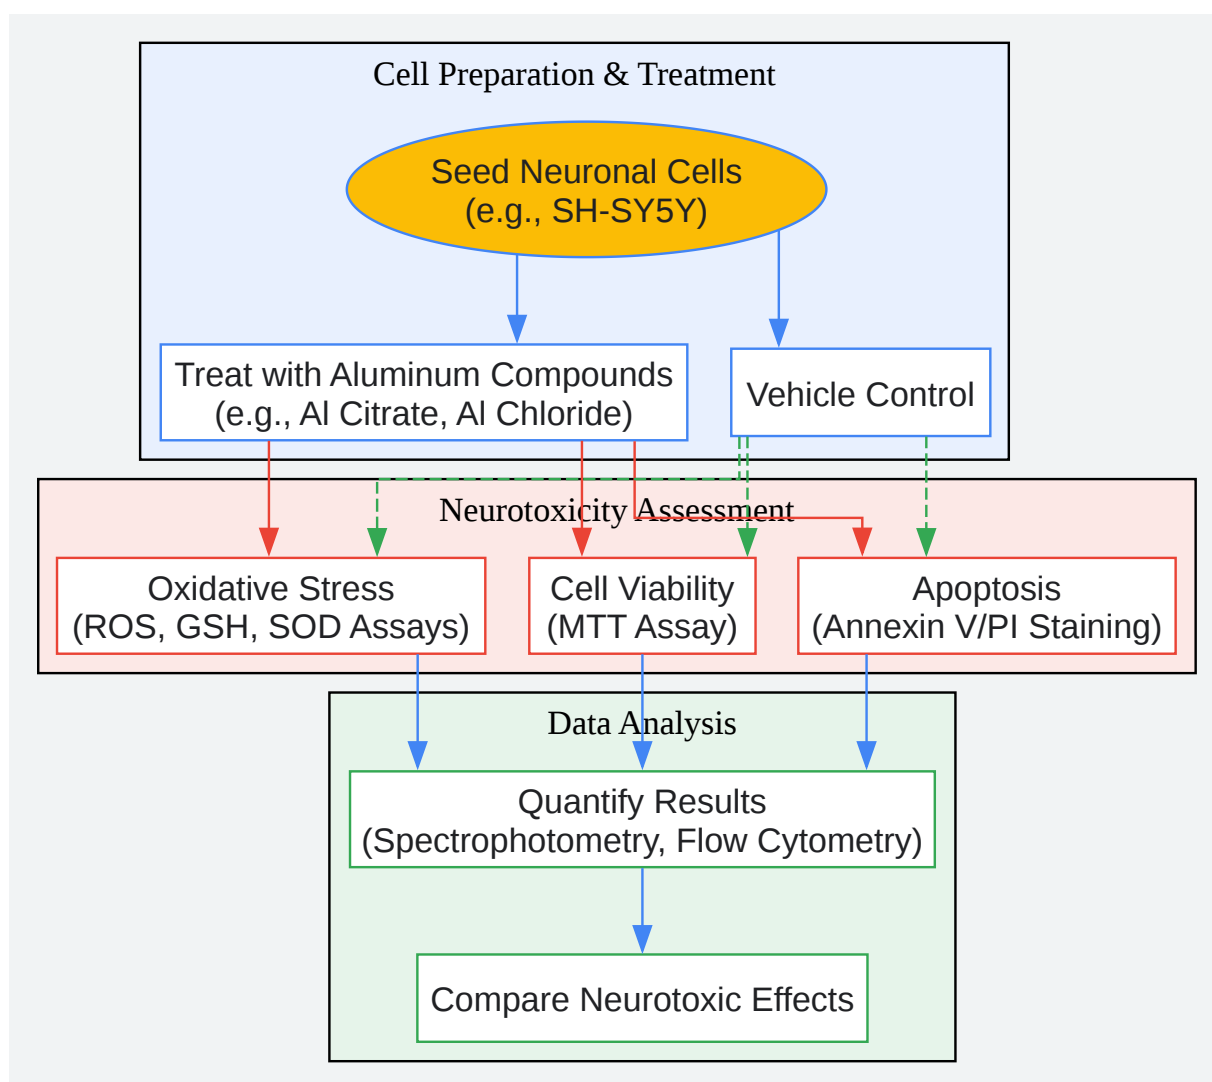 Cell Preparation & Treatment
Seed Neuronal Cells
(e.g., SH-SY5Y)
Treat with Aluminum Compounds
(e.g., Al Citrate, Al Chloride)
Vehicle Control
Neurotoxicity Assessment
Oxidative Stress
(ROS, GSH, SOD Assays)
Cell Viability
(MTT Assay)
Apoptosis
(Annexin V/PI Staining)
Data Analysis
Quantify Results
(Spectrophotometry, Flow Cytometry)
Compare Neurotoxic Effects